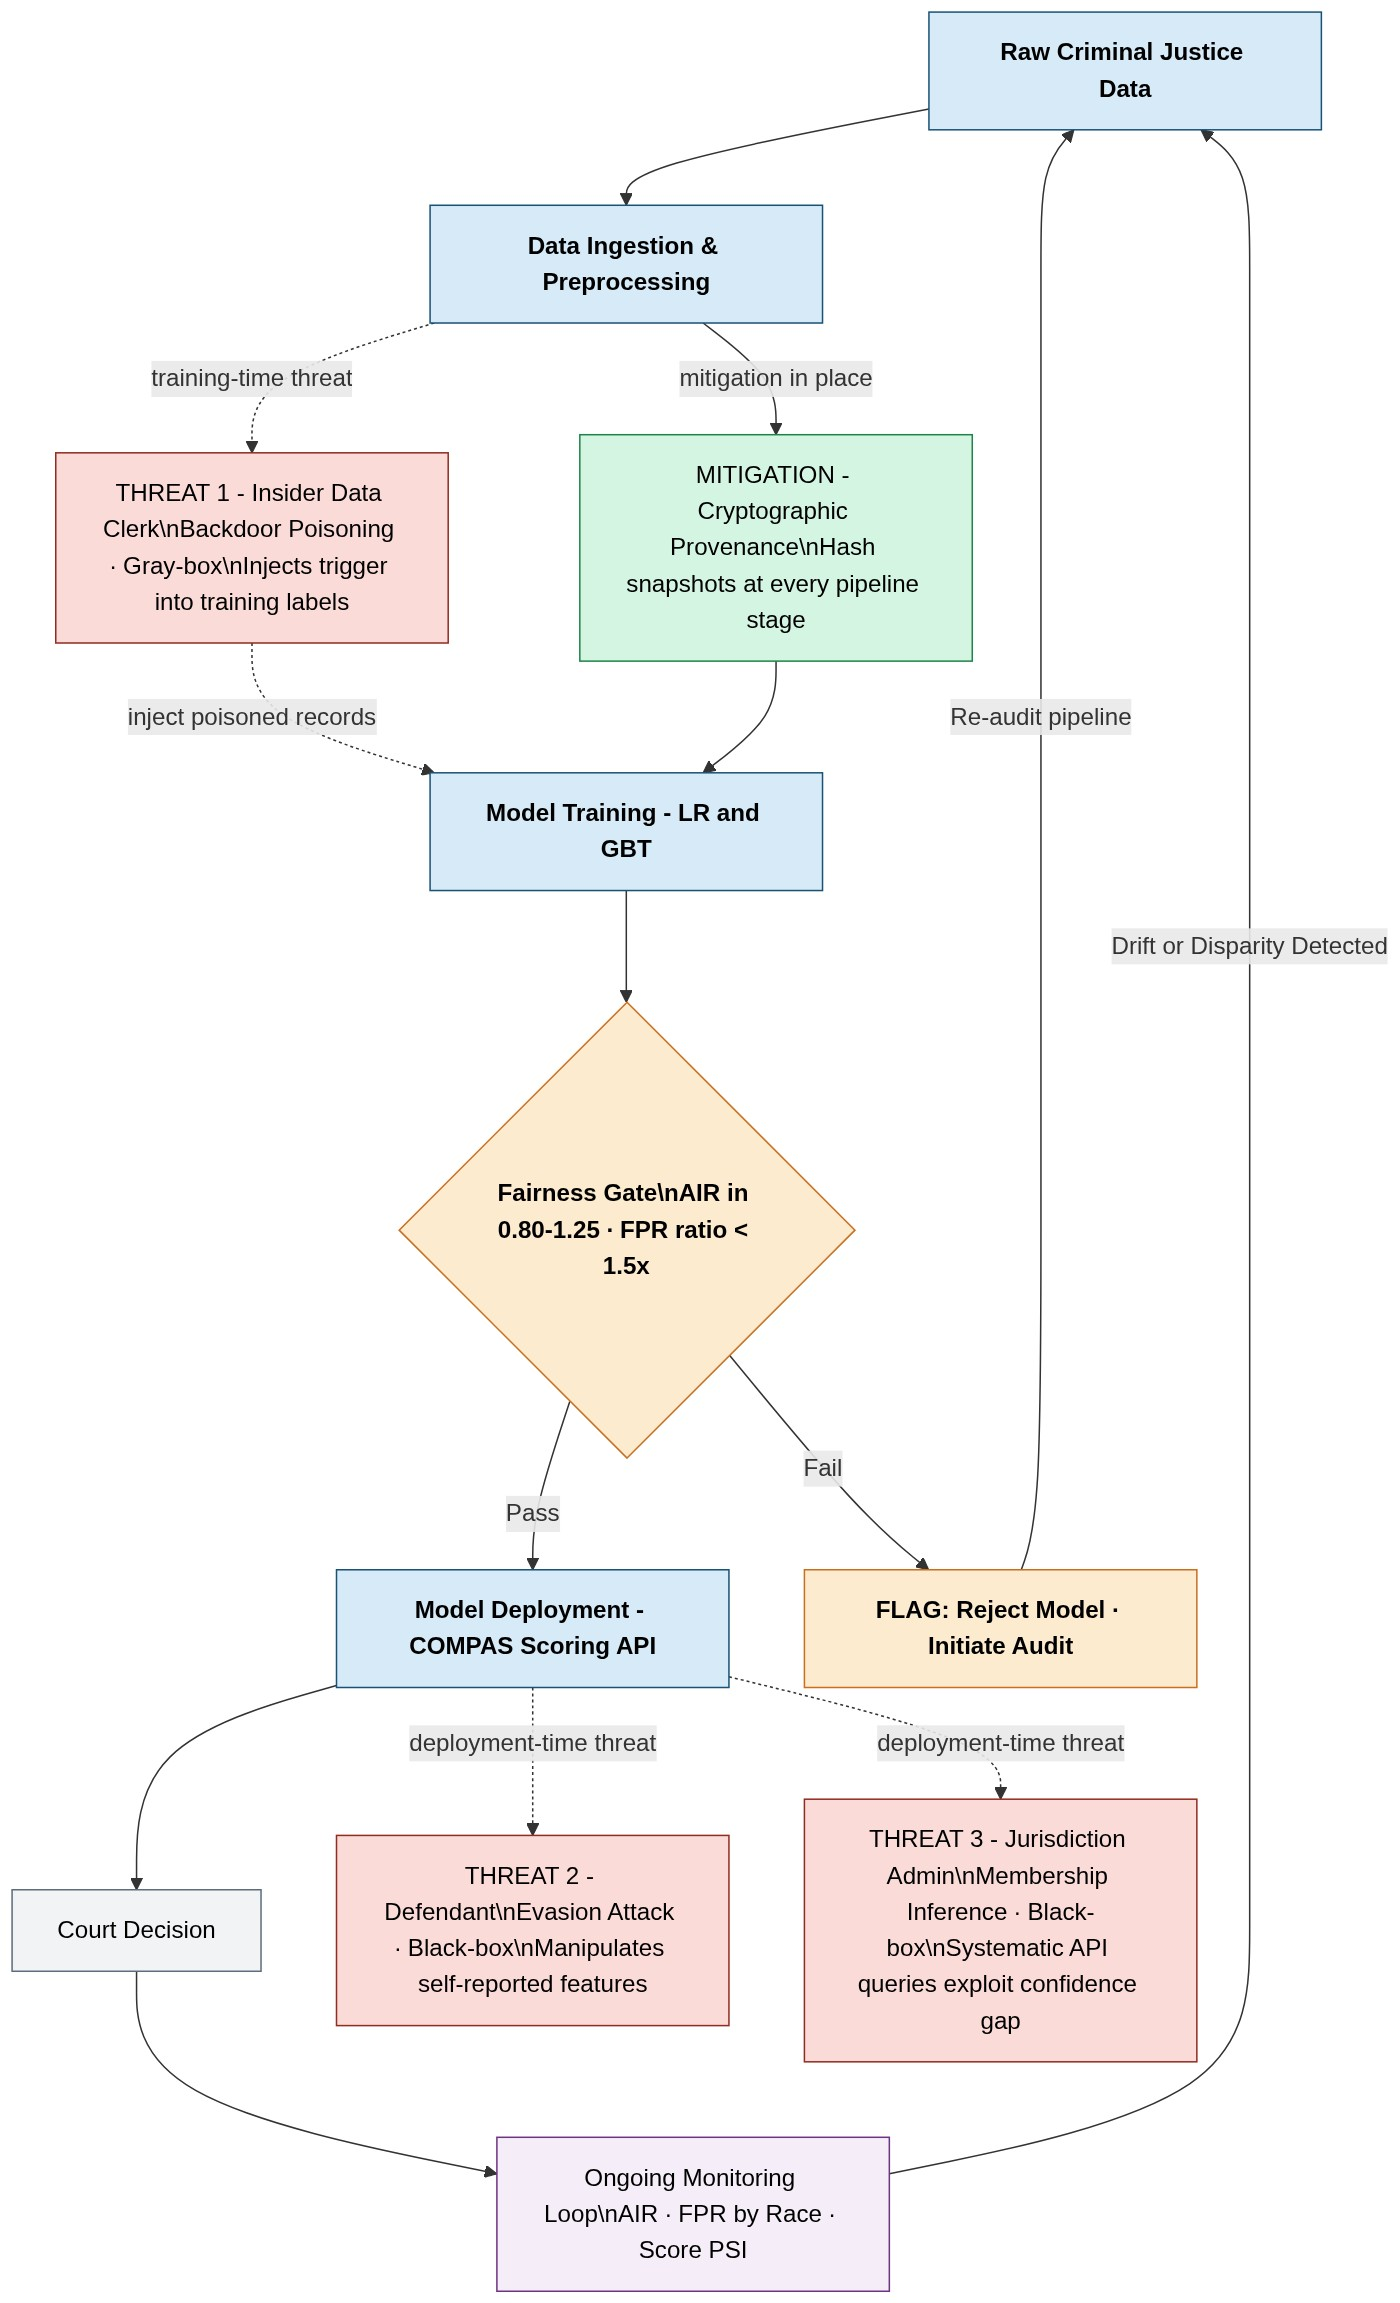 Raw Criminal Justice
Data
Data Ingestion &
Preprocessing
training-time threat
mitigation in place
THREAT 1 - Insider Data
Clerk\nBackdoor Poisoning
· Gray-box\nInjects trigger
into training labels
MITIGATION -
Cryptographic
Provenance\nHash
snapshots at every pipeline
stage
inject poisoned records
Re-audit pipeline
Model Training - LR and
GBT
Drift or Disparity Detected
Fairness Gate\nAIR in
0.80-1.25 · FPR ratio <
1.5x
Fail
Pass
Model Deployment -
COMPAS Scoring API
FLAG: Reject Model ·
Initiate Audit
deployment-time threat
deployment-time threat
Court Decision
THREAT 2 -
Defendant\nEvasion Attack
· Black-box\nManipulates
self-reported features
THREAT 3 - Jurisdiction
Admin\nMembership
Inference · Black-
box\nSystematic API
queries exploit confidence
gap
Ongoing Monitoring
Loop\nAIR · FPR by Race ·
Score PSI